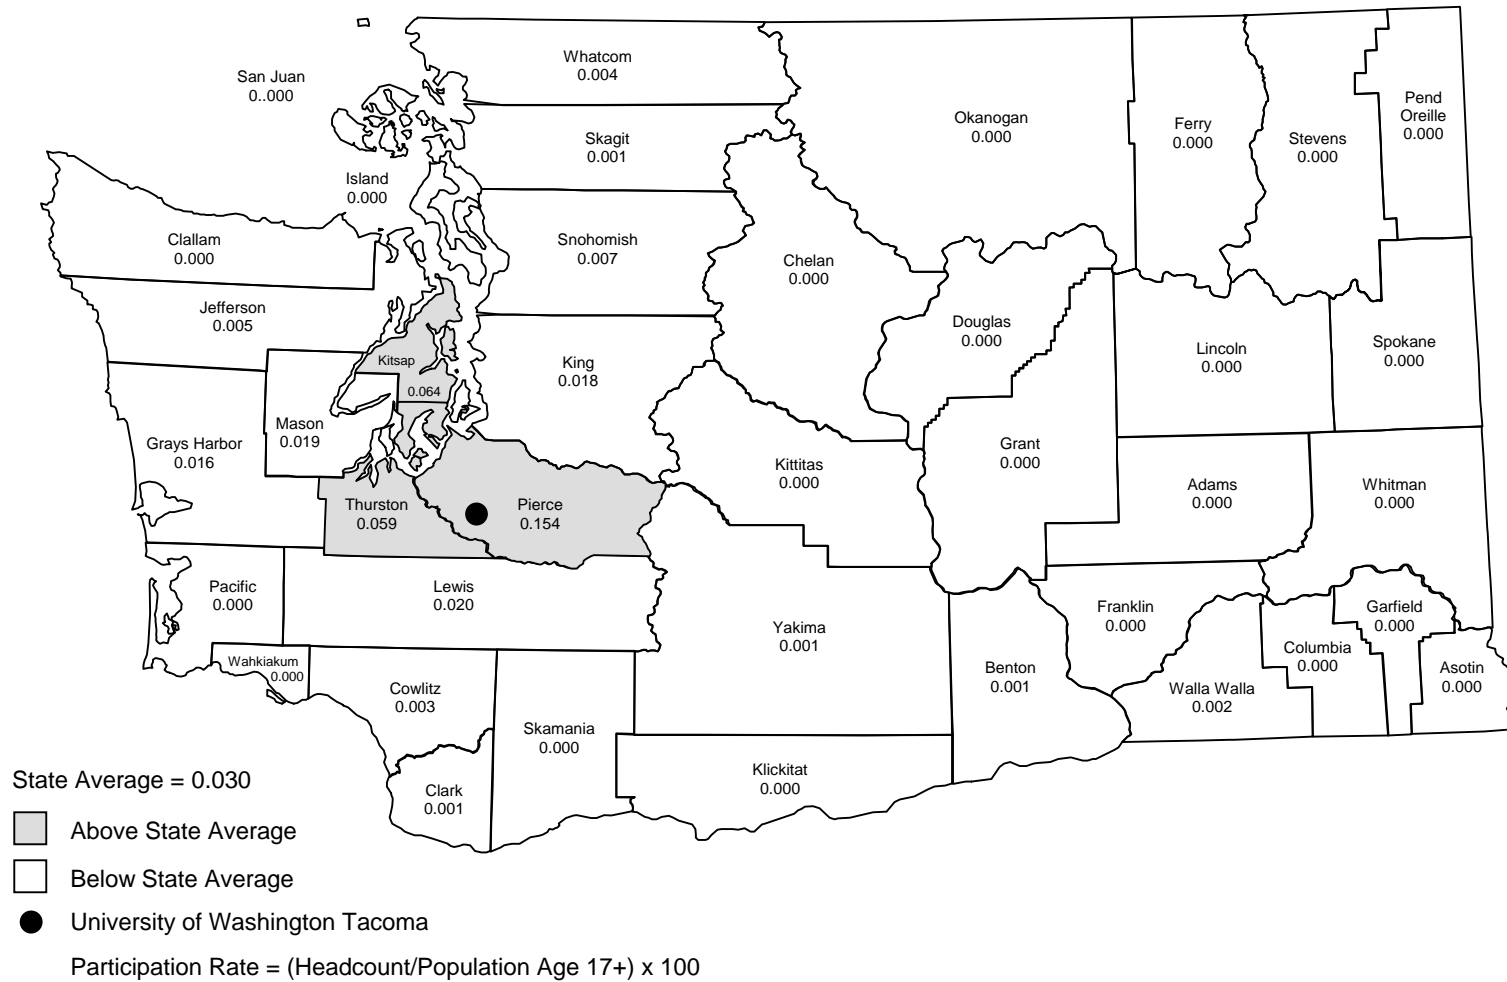 Whatcom
0.004
San Juan
0..000
Okanogan
0.000
Ferry
0.000
Stevens
0.000
Pend
Oreille
0.000
Skagit
0.001
Island
0.000
Clallam
0.000
Snohomish
0.007
Chelan
0.000
Jefferson
0.005
Douglas
0.000
Lincoln
0.000
Spokane
0.000
Kitsap
0.064
King
0.018
Mason
0.019
Grays Harbor
0.016
Kittitas
0.000
Grant
0.000
Adams
0.000
Whitman
0.000
Thurston
0.059
Pierce
0.154
Pacific
0.000
Lewis
0.020
Yakima
0.001
Franklin
0.000
Garfield
0.000
Columbia
0.000
Asotin
0.000
Wahkiakum
0.000
Cowlitz
0.003
Benton
0.001
Walla Walla
0.002
Skamania
0.000
Klickitat
0.000
Clark
0.001
State Average = 0.030
Above State Average
Below State Average
University of Washington Tacoma
Participation Rate = (Headcount/Population Age 17+) x 100